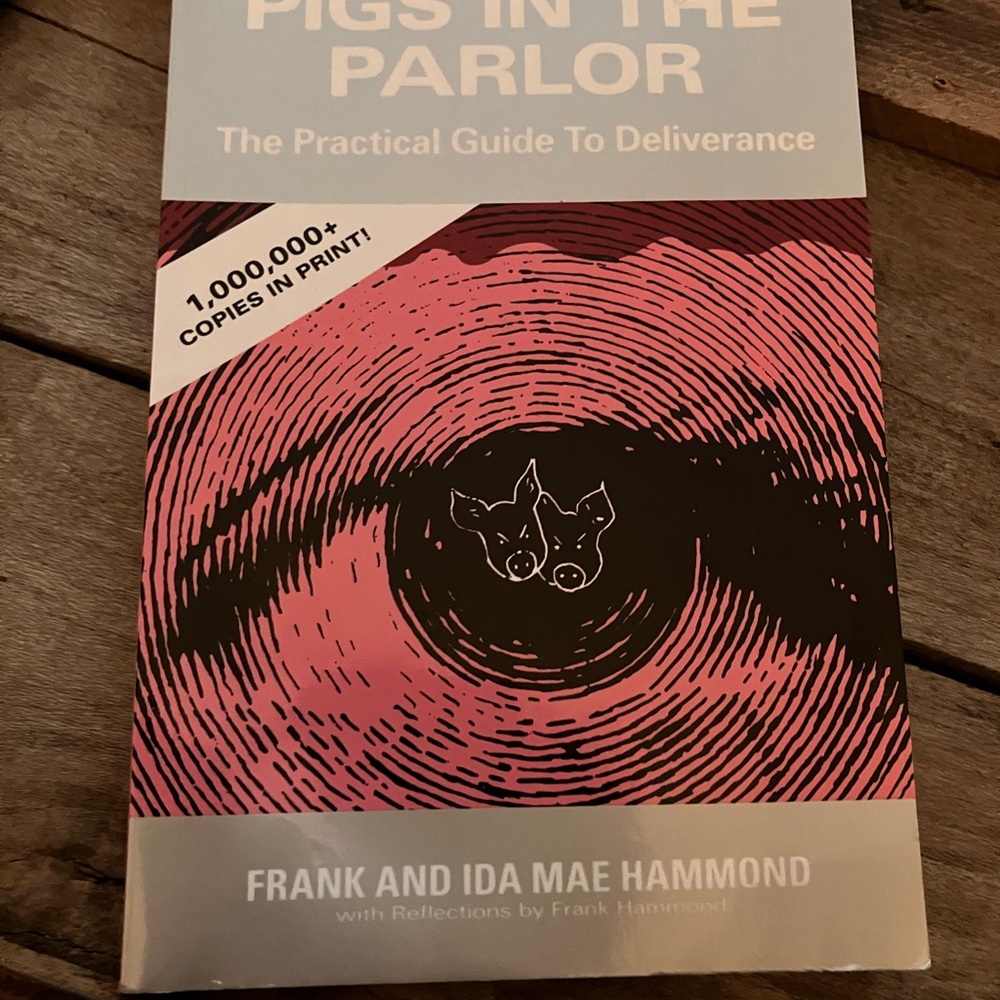 PIGS IN THE
PARLOR
The Practical Guide To Deliverance
1,000,000+
COPIES IN PRINT!
FRANK AND IDA MAE HAMMOND
with Reflections by Frank Hammond